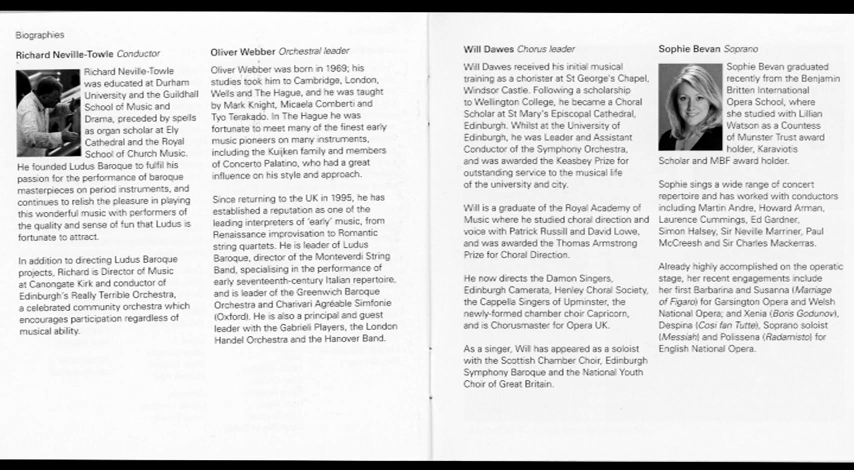 Biographies
Richard Neville-Towle Conductor
Richard Neville-Towle
was educated at Durham
University and the Guildhall
School of Music and
Drama, preceded by spells
as organ scholar at Ely
Cathedral and the Royal
School of Church Music.
He founded Ludus Baroque to fulfil his
passion for the performance of baroque
masterpieces on period instruments, and
continues to relish the pleasure in playing
this wonderful music with performers of
the quality and sense of fun that Ludus is
fortunate to attract.
In addition to directing Ludus Baroque
projects, Richard is Director of Music
at Canongate Kirk and conductor of
Edinburgh's Really Terrible Orchestra,
a celebrated community orchestra which
encourages participation regardless of
musical ability.
Oliver Webber Orchestral leader
Oliver Webber was born in 1969; his
studies took him to Cambridge, London,
Wells and The Hague, and he was taught
by Mark Knight, Micaela Comberti and
Tyo Terakado. In The Hague he was
fortunate to meet many of the finest early
music pioneers on many instruments,
including the Kuijken family and members
of Concerto Palatino, who had a great
influence on his style and approach.
Since returning to the UK in 1995, he has
established a reputation as one of the
leading interpreters of 'early' music, from
Renaissance improvisation to Romantic
string quartets. He is leader of Ludus
Baroque, director of the Monteverdi String
Band, specialising in the performance of
early seventeenth-century Italian repertoire,
and is leader of the Greenwich Baroque
Orchestra and Charivari Agréable Simfonie
(Oxford). He is also a principal and guest
leader with the Gabrieli Players, the London
Handel Orchestra and the Hanover Band.
Will Dawes Chorus leader
Will Dawes received his initial musical
training as a chorister at St George's Chapel,
Windsor Castle. Following a scholarship
to Wellington College, he became a Choral
Scholar at St Mary's Episcopal Cathedral,
Edinburgh. Whilst at the University of
Edinburgh, he was Leader and Assistant
Conductor of the Symphony Orchestra,
and was awarded the Keasbey Prize for
outstanding service to the musical life
of the university and city.
Will is a graduate of the Royal Academy of
Music where he studied choral direction and
voice with Patrick Russill and David Lowe,
and was awarded the Thomas Armstrong
Prize for Choral Direction.
He now directs the Damon Singers,
Edinburgh Camerata, Henley Choral Society,
the Cappella Singers of Upminster, the
newly-formed chamber choir Capricorn,
and is Chorusmaster for Opera UK.
As a singer, Will has appeared as a soloist
with the Scottish Chamber Choir, Edinburgh
Symphony Baroque and the National Youth
Choir of Great Britain.
Sophie Bevan Soprano
Sophie Bevan graduated
recently from the Benjamin
Britten International
Opera School, where
she studied with Lillian
Watson as a Countess
of Munster Trust award
holder, Karaviotis
Scholar and MBF award holder.
Sophie sings a wide range of concert
repertoire and has worked with conductors
including Martin Andre, Howard Arman,
Laurence Cummings, Ed Gardner,
Simon Halsey, Sir Neville Marriner, Paul
McCreesh and Sir Charles Mackerras.
Already highly accomplished on the operatic
stage, her recent engagements include
her first Barbarina and Susanna (Marriage
of Figaro) for Garsington Opera and Welsh
National Opera; and Xenia (Boris Godunov),
Despina (Cosi fan Tutte), Soprano soloist
(Messiah) and Polissena (Radamisto) for
English National Opera.